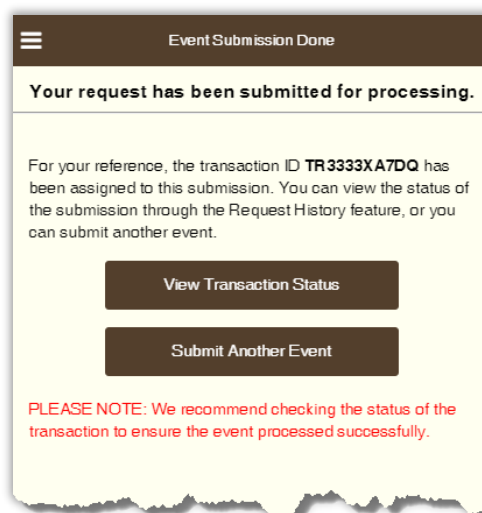 Event Submission Done
Your request has been submitted for processing.
For your reference, the transaction ID TR3333XA7DQ has
been assigned to this submission. You can view the status of
the submission through the Request History feature, or you
can submit another event.
View Transaction Status
Submit Another Event
PLEASE NOTE: We recommend checking the status of the
transaction to ensure the event processed successfully.